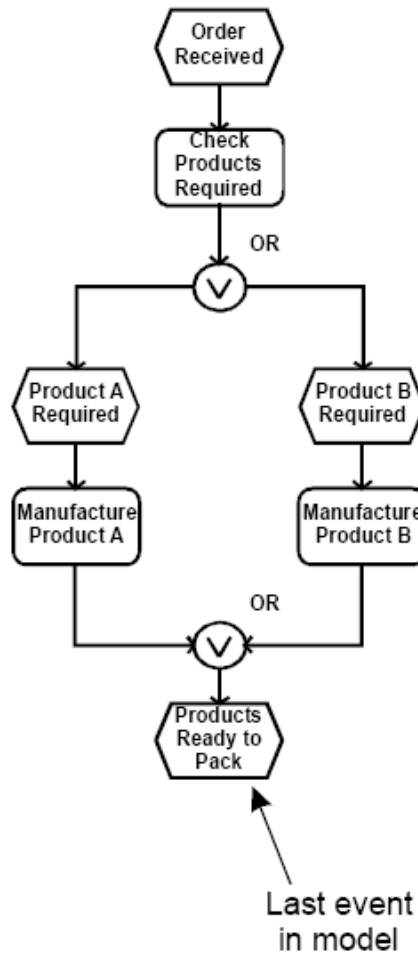 Order
Received
Check
Products
Required
OR
V
Product A
Required
Product B
Required
Manufacture
Product A
Manufacture
Product B
OR
V
Products
Ready to
Pack
Last event
in model